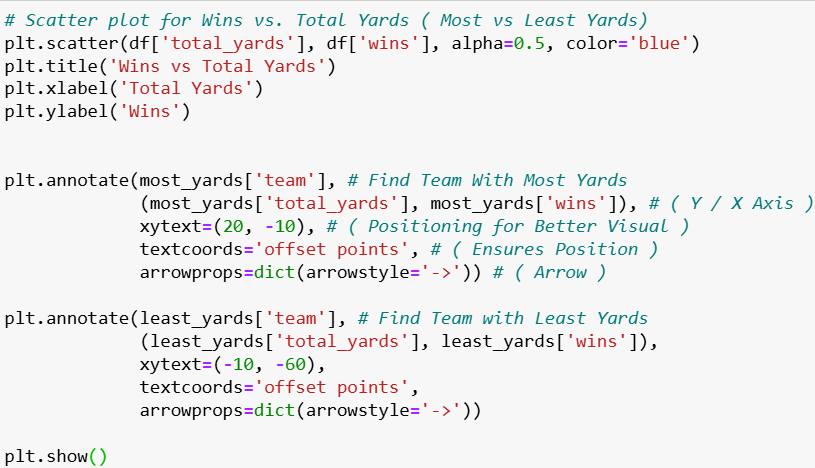 # Scatter plot for Wins vs. Total Yards ( Most vs Least Yards)
plt.scatter(df['total_yards'], df['wins'], alpha=0.5, color='blue')
plt.title('Wins vs Total Yards')
plt.xlabel('Total Yards')
plt.ylabel('Wins')
plt.annotate(most_yards['team'], # Find Team With Most Yards
(most_yards['total_yards'], most_yards['wins']), # ( Y / X Axis )
xytext=(20, -10), # ( Positioning for Better Visual )
textcoords='offset points', # ( Ensures Position )
arrowprops=dict(arrowstyle='->')) # ( Arrow )
plt.annotate(least_yards['team'], # Find Team with Least Yards
(least_yards['total_yards'], least_yards['wins']),
xytext=(-10, -60),
textcoords='offset points',
arrowprops=dict(arrowstyle='->'))
plt.show()